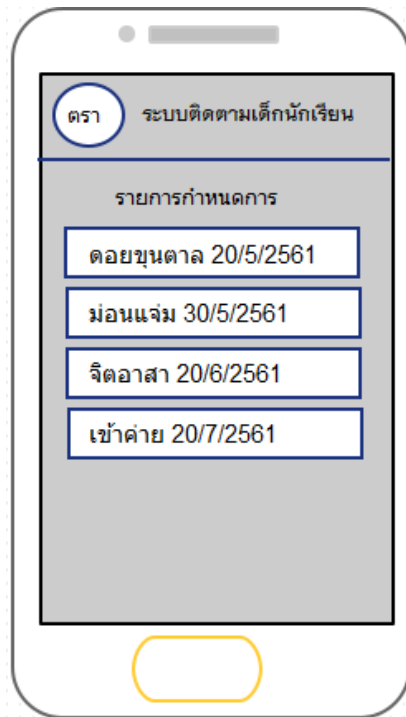 ตรา ระบบติดตามเด็กนักเรียน
รายการกำหนดการ
ดอยขุนตาล 20/5/2561
ม่อนแจ่ม 30/5/2561
จิตอาสา 20/6/2561
เข้าค่าย 20/7/2561